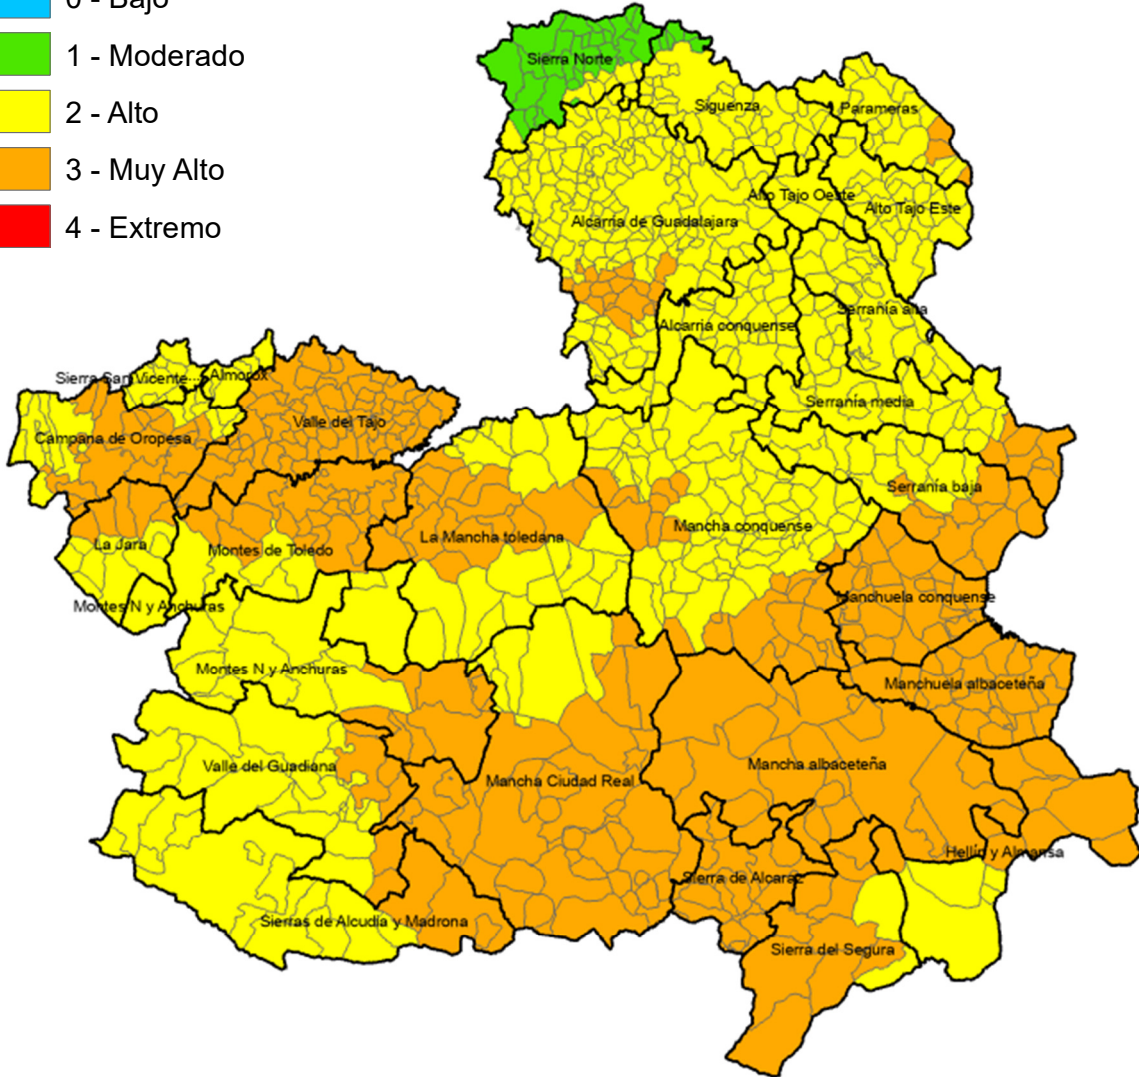 0 - Bajo
1 - Moderado
2 - Alto
3 - Muy Alto
4 - Extremo
Sierra Norte
Siguenza
Parameras
Alto Tajo Oeste
Alto Tajo Este
Alcarria de Guadalajara
Serranía alta
Alcarria conquense
Sierra San Vicente
Almorox
Serranía media
Valle del Tajo
Campana de Oropesa
Serranía baja
Mancha conquense
La Mancha toledana
La Jara
Montes de Toledo
Manchuela conquense
Montes N y Anchuras
Montes N y Anchuras
Manchuela albaceteña
Valle del Guadiana
Mancha albaceteña
Mancha Ciudad Real
Hellín y Almansa
Sierra de Alcaraz
Sierras de Alcudia y Madrona
Sierra del Segura